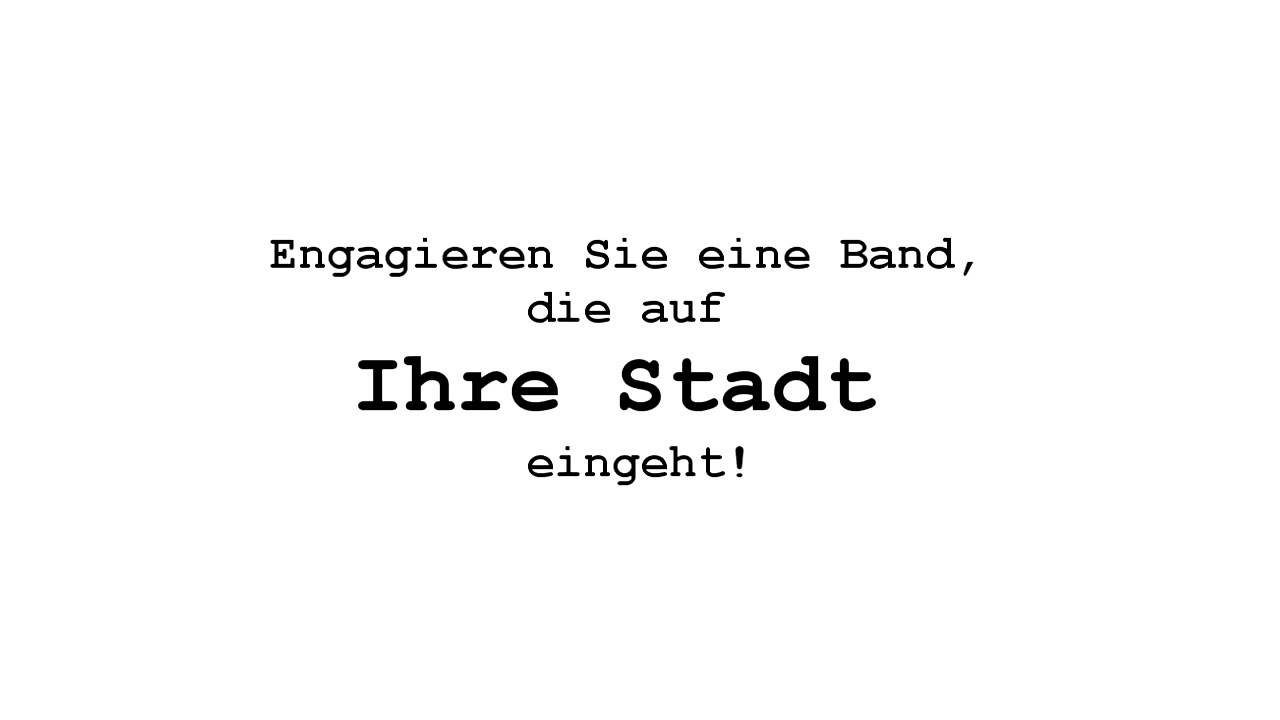 Engagieren Sie eine Band,
die auf
Ihre Stadt
eingeht!